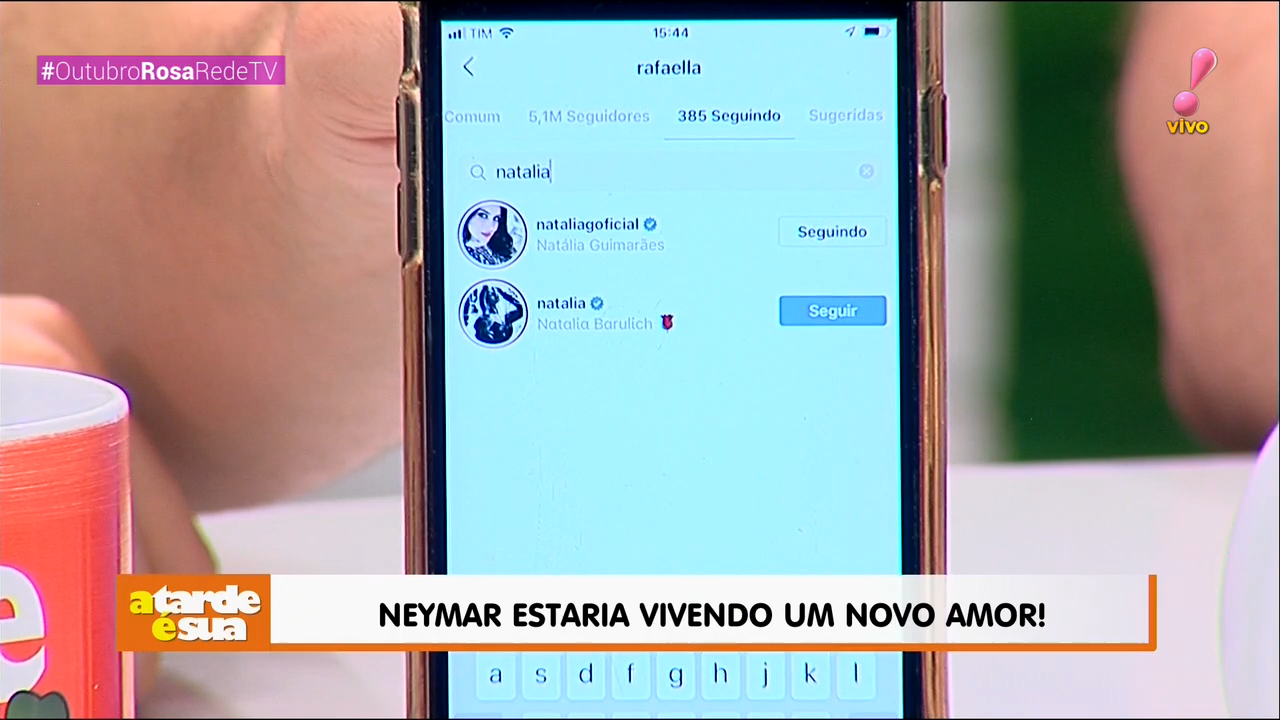 #OutubroRosaRedeTV
vivo
TIM 15:44
rafaella
Comum 5,1M Seguidores 385 Seguindo Sugeridas
natalia
nataliagoficial
Natália Guimarães
Seguindo
natalia
Natalia Barulich
Seguir
a tarde
é sua
NEYMAR ESTARIA VIVENDO UM NOVO AMOR!
a s d f g h j k l
e